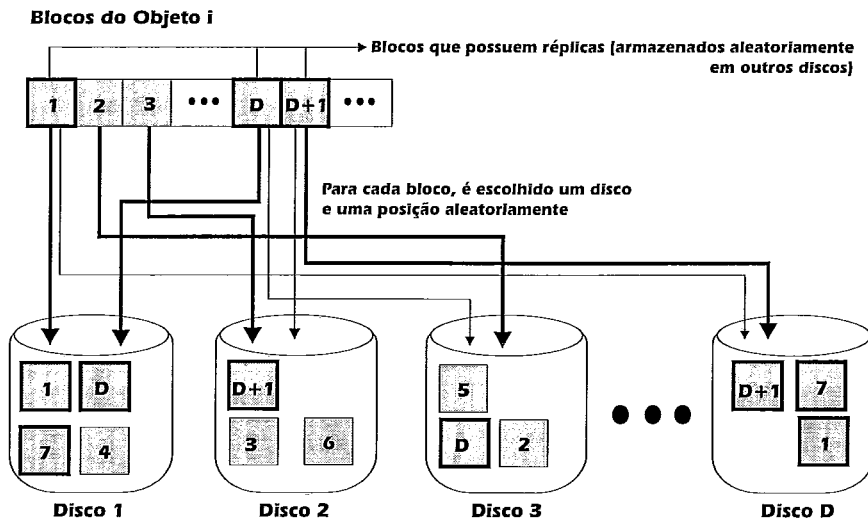 Blocos do Objeto i
Blocos que possuem réplicas (armazenados aleatoriamente
em outros discos)
1 2 3 ••• D D+1 •••
Para cada bloco, é escolhido um disco
e uma posição aleatoriamente
1 D
7 4
D+1
3 6
5
D 2
D+1 7
1
Disco 1 Disco 2 Disco 3 Disco D